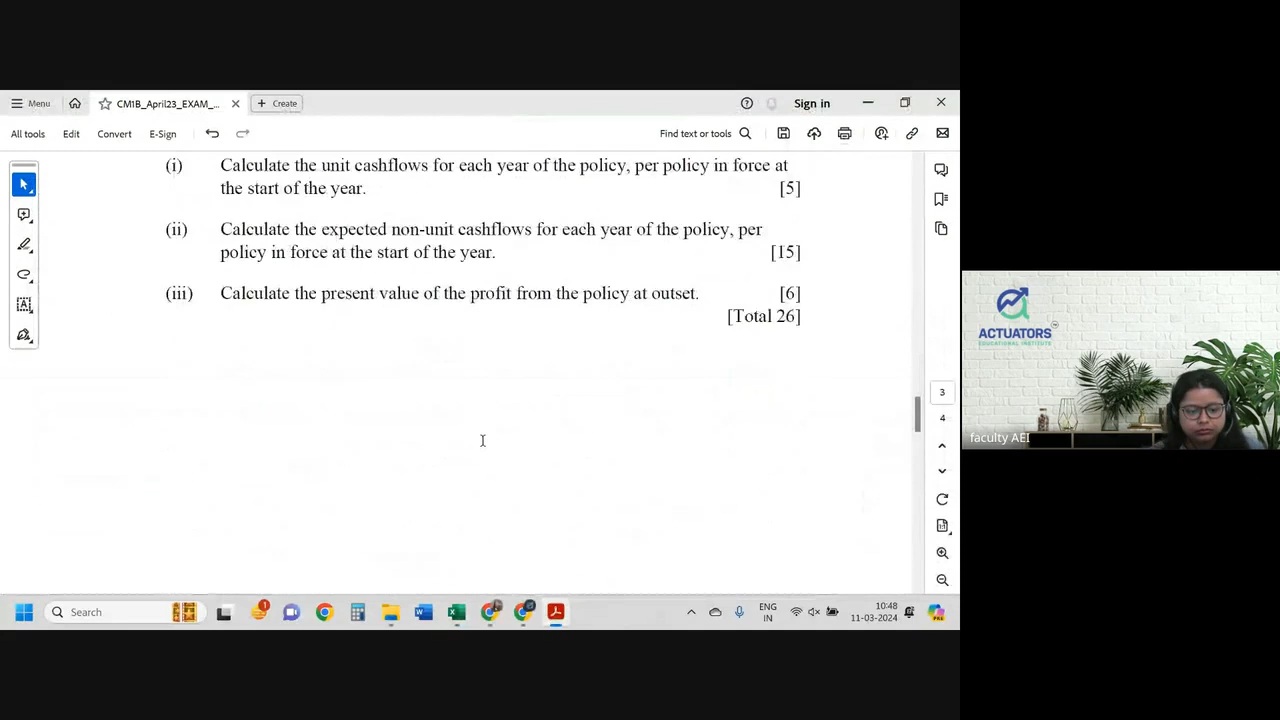 Menu
CM1B_April23_EXAM_...
Create
Sign in
All tools
Edit
Convert
E-Sign
Find text or tools
(i) Calculate the unit cashflows for each year of the policy, per policy in force at
the start of the year. [5]
(ii) Calculate the expected non-unit cashflows for each year of the policy, per
policy in force at the start of the year. [15]
(iii) Calculate the present value of the profit from the policy at outset. [6]
[Total 26]
3
4
ACTUATORS
EDUCATIONAL INSTITUTE
faculty AEI
Search
1
ENG
IN
10:48
11-03-2024